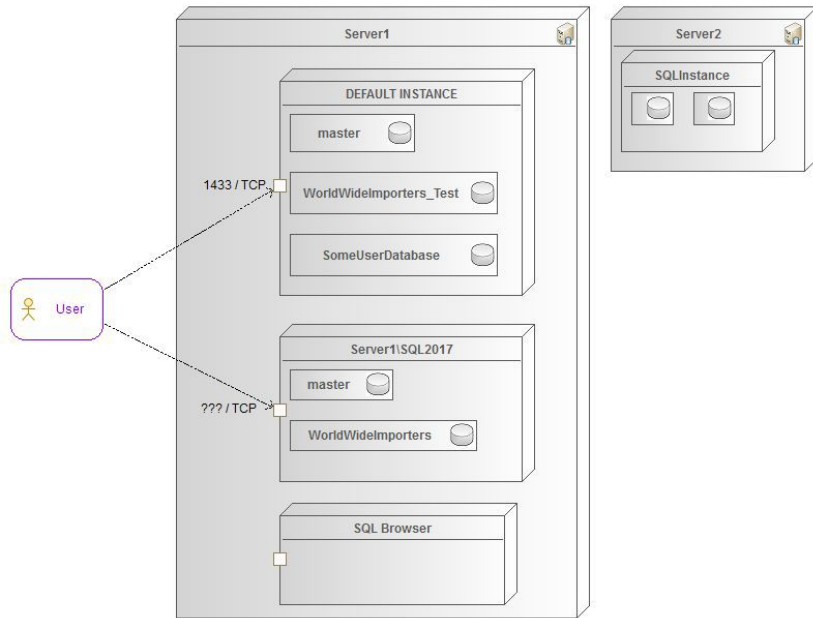 Server1
Server2
SQLInstance
DEFAULT INSTANCE
master
1433 / TCP
WorldWideImporters_Test
SomeUserDatabase
User
Server1\SQL2017
master
??? / TCP
WorldWideImporters
SQL Browser